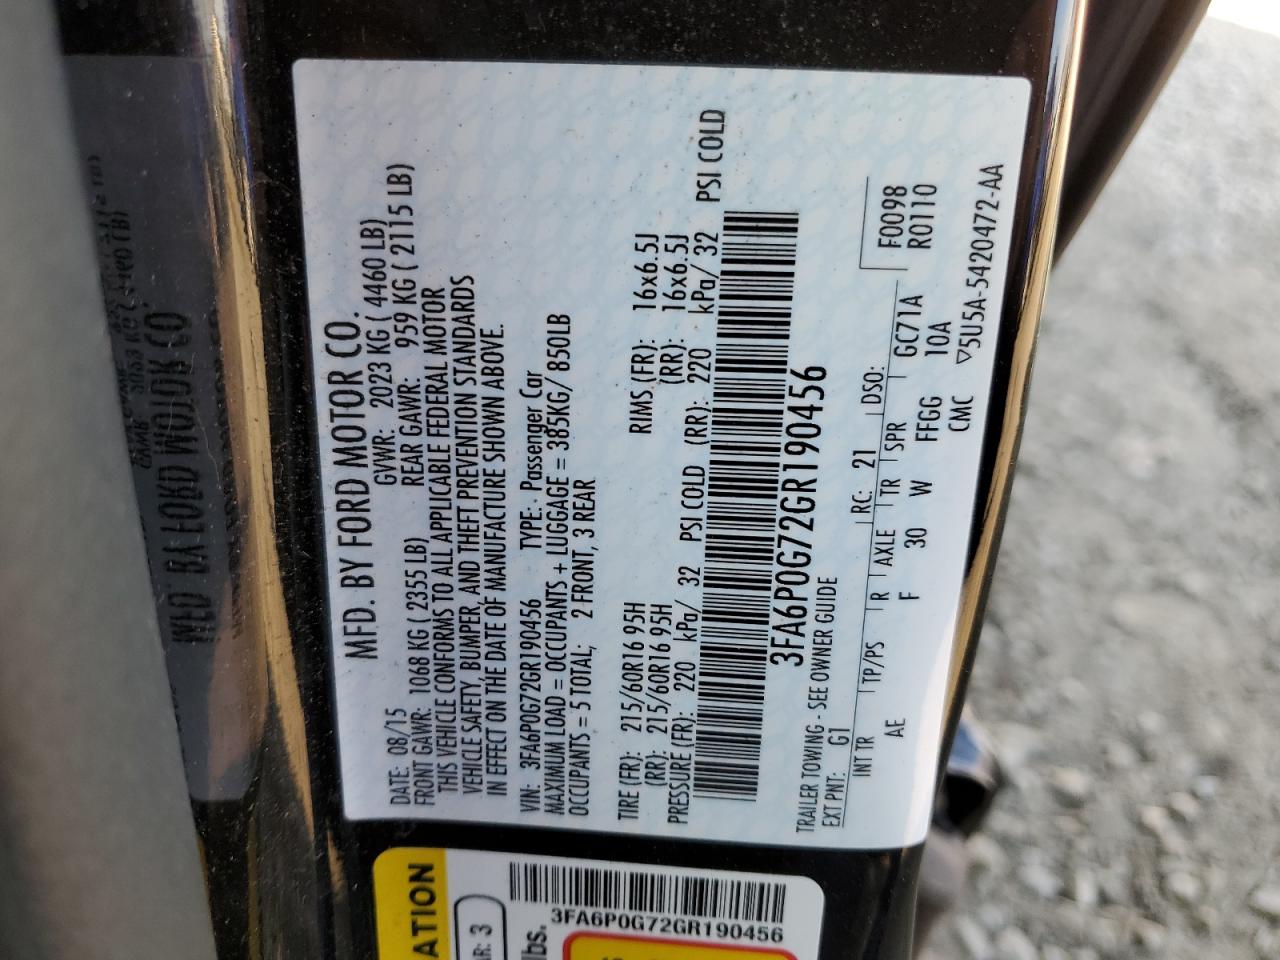 MFD. BY FORD MOTOR CO.
DATE: 08/15 GVWR: 2023 KG ( 4460 LB)
FRONT GAWR: 1068 KG ( 2355 LB) REAR GAWR: 959 KG ( 2115 LB)
THIS VEHICLE CONFORMS TO ALL APPLICABLE FEDERAL MOTOR
VEHICLE SAFETY, BUMPER, AND THEFT PREVENTION STANDARDS
IN EFFECT ON THE DATE OF MANUFACTURE SHOWN ABOVE.
VIN: 3FA6P0G72GR190456 TYPE: Passenger Car
MAXIMUM LOAD = OCCUPANTS + LUGGAGE = 385KG/ 850LB
OCCUPANTS = 5 TOTAL; 2 FRONT, 3 REAR
TIRE (FR): 215/60R16 95H RIMS (FR): 16x6.5J
(RR): 215/60R16 95H (RR): 16x6.5J
PRESSURE (FR): 220 kPa/ 32 PSI COLD (RR): 220 kPa/ 32 PSI COLD
3FA6P0G72GR190456
TRAILER TOWING - SEE OWNER GUIDE
EXT PNT: G1 RC: 21 DSO: F0098
R0110
INT TR TP/PS R AXLE TR SPR GC71A
AE F 30 W FFGG 10A
CMC ▽5U5A-5420472-AA
ATION
AR: 3
lbs.
3FA6P0G72GR190456